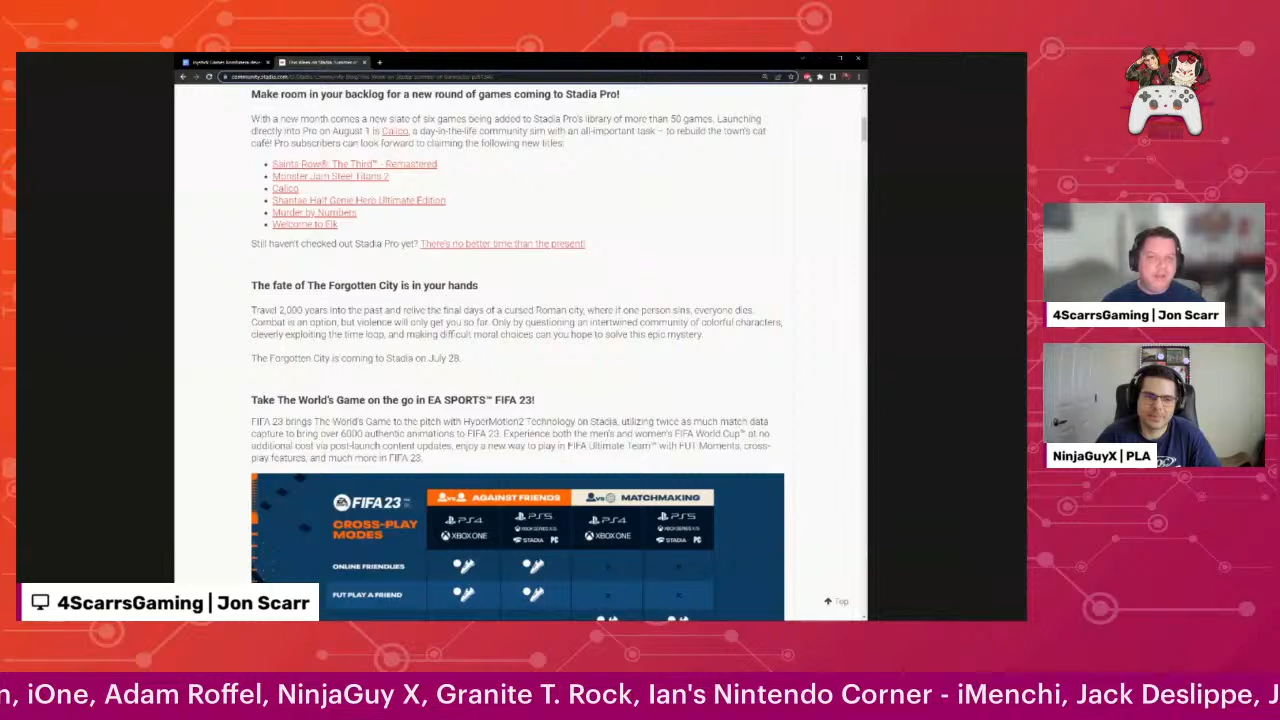 Make room in your backlog for a new round of games coming to Stadia Pro!
With a new month comes a new slate of six games being added to Stadia Pro's library of more than 50 games. Launching
directly into Pro on August 1 is Calico, a day-in-the-life community sim with an all-important task – to rebuild the town's cat
café! Pro subscribers can look forward to claiming the following new titles:
Saints Row®: The Third™ - Remastered
Monster Jam Steel Titans 2
Calico
Shantae Half Genie Hero Ultimate Edition
Murder by Numbers
Welcome to Elk
Still haven't checked out Stadia Pro yet? There's no better time than the present!
The fate of The Forgotten City is in your hands
Travel 2,000 years into the past and relive the final days of a cursed Roman city, where if one person sins, everyone dies.
Combat is an option, but violence will only get you so far. Only by questioning an intertwined community of colorful characters,
cleverly exploiting the time loop, and making difficult moral choices can you hope to solve this epic mystery.
The Forgotten City is coming to Stadia on July 28.
Take The World's Game on the go in EA SPORTS™ FIFA 23!
FIFA 23 brings The World's Game to the pitch with HyperMotion2 Technology on Stadia, utilizing twice as much match data
capture to bring over 6000 authentic animations to FIFA 23. Experience both the men's and women's FIFA World Cup™ at no
additional cost via post-launch content updates, enjoy a new way to play in FIFA Ultimate Team™ with FUT Moments, cross-
play features, and much more in FIFA 23.
EA SPORTS FIFA 23
CROSS-PLAY
MODES
VS AGAINST FRIENDS
VS MATCHMAKING
PS4 PS5 PS4 PS5
XBOX ONE XBOX SERIES X|S XBOX ONE XBOX SERIES X|S
STADIA PC STADIA PC
ONLINE FRIENDLIES x x
FUT PLAY A FRIEND x x
Top
4ScarrsGaming | Jon Scarr
4ScarrsGaming | Jon Scarr
NinjaGuyX | PLA
n, iOne, Adam Roffel, NinjaGuy X, Granite T. Rock, Ian's Nintendo Corner - iMenchi, Jack Deslippe, J